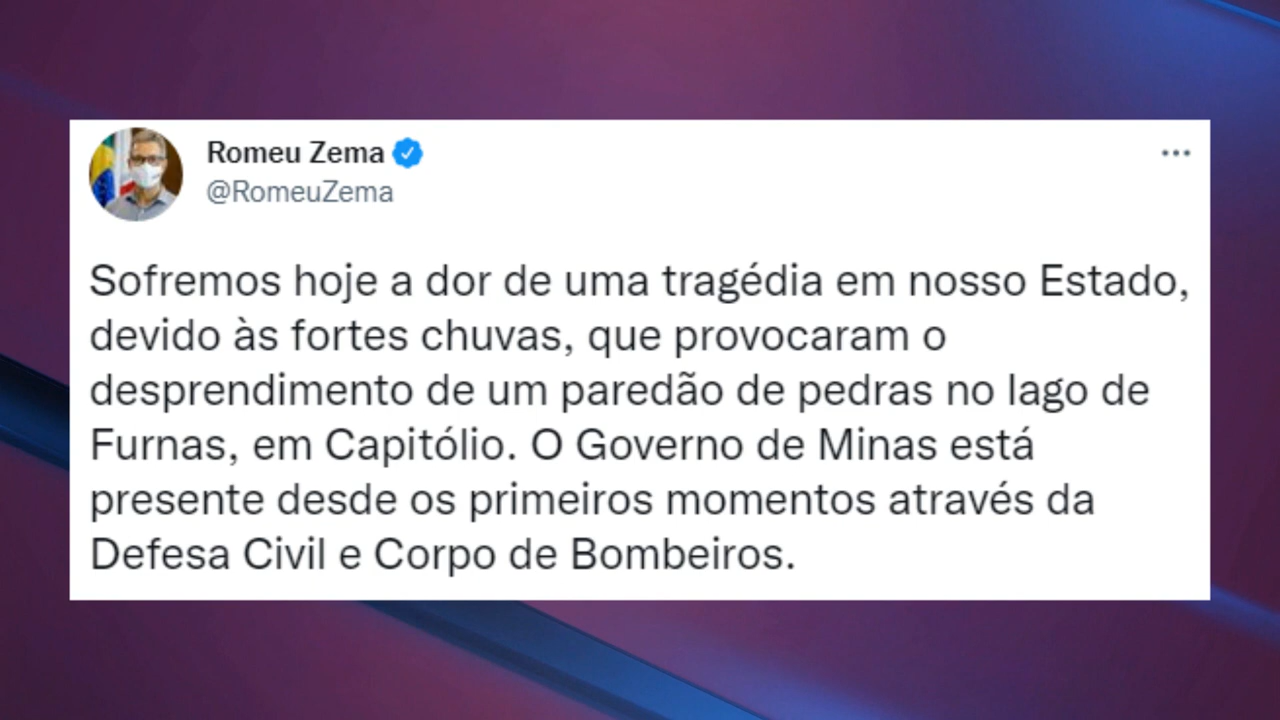 Romeu Zema
@RomeuZema
Sofremos hoje a dor de uma tragédia em nosso Estado,
devido às fortes chuvas, que provocaram o
desprendimento de um paredão de pedras no lago de
Furnas, em Capitólio. O Governo de Minas está
presente desde os primeiros momentos através da
Defesa Civil e Corpo de Bombeiros.